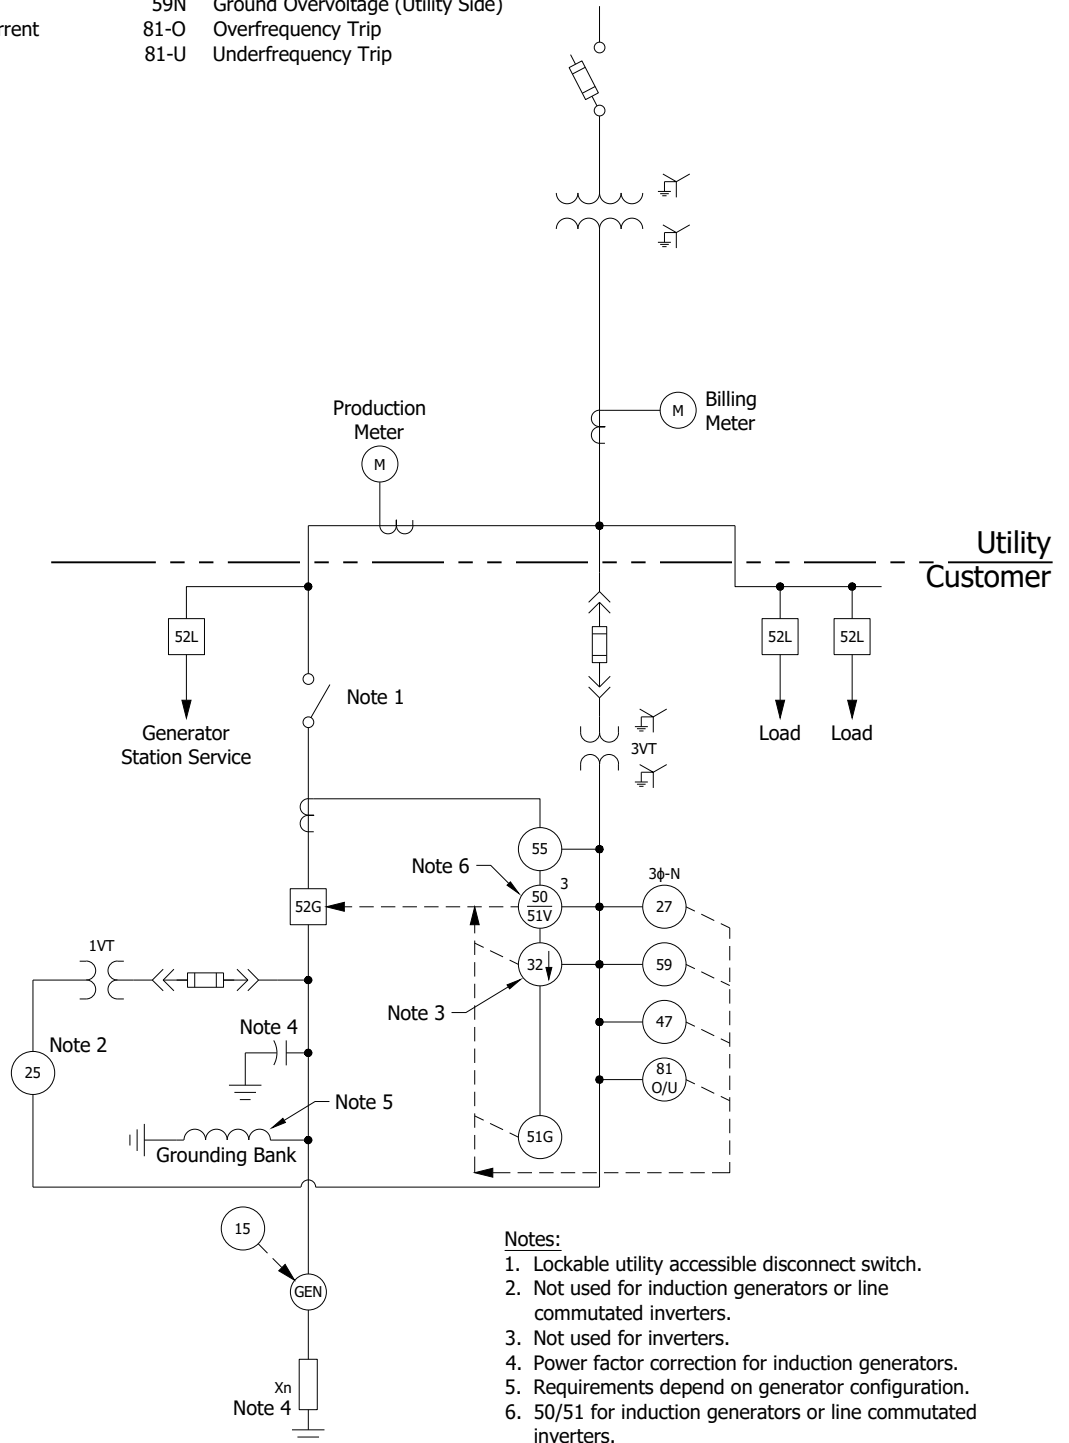 59N Ground Overvoltage (Utility Side)
81-O Overfrequency Trip
81-U Underfrequency Trip
Production
Meter
M
M
Billing
Meter
Utility
Customer
52L
52L
52L
Note 1
Generator
Station Service
3VT
Load
Load
55
Note 6
3
50
51V
3ϕ-N
27
52G
1VT
32
59
Note 3
Note 4
47
Note 2
25
81
O/U
Note 5
51G
Grounding Bank
15
GEN
Xn
Note 4
Notes:
1. Lockable utility accessible disconnect switch.
2. Not used for induction generators or line
commutated inverters.
3. Not used for inverters.
4. Power factor correction for induction generators.
5. Requirements depend on generator configuration.
6. 50/51 for induction generators or line commutated
inverters.